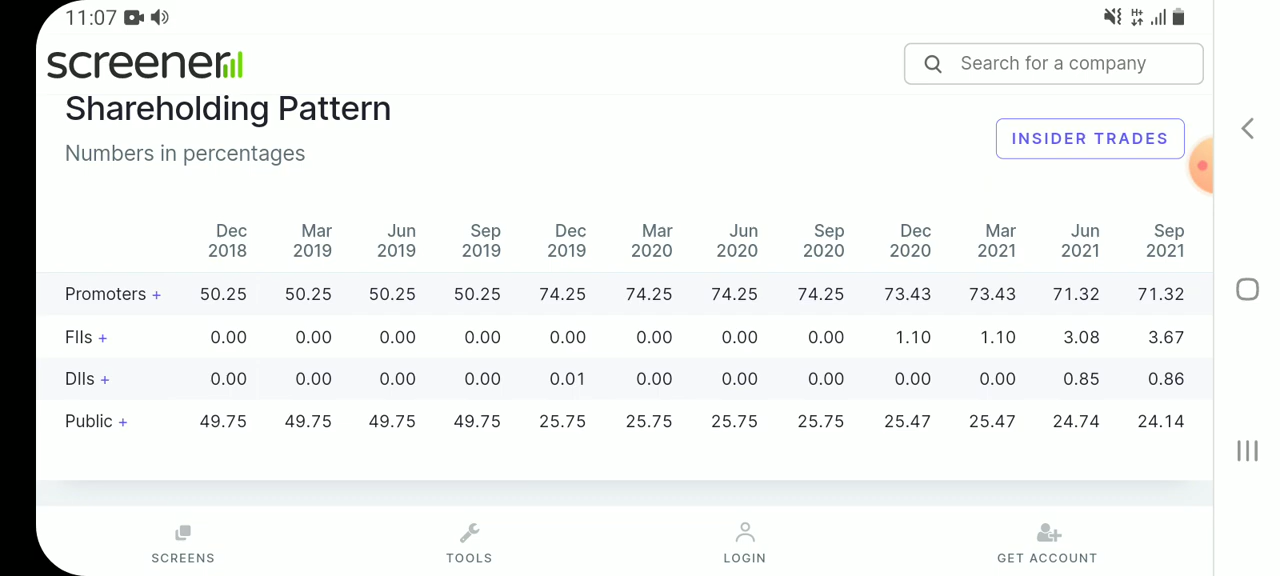 11:07
screener
Search for a company
Shareholding Pattern
INSIDER TRADES
Numbers in percentages
Dec 2018 Mar 2019 Jun 2019 Sep 2019 Dec 2019 Mar 2020 Jun 2020 Sep 2020 Dec 2020 Mar 2021 Jun 2021 Sep 2021
Promoters + 50.25 50.25 50.25 50.25 74.25 74.25 74.25 74.25 73.43 73.43 71.32 71.32
FIIs + 0.00 0.00 0.00 0.00 0.00 0.00 0.00 0.00 1.10 1.10 3.08 3.67
DIIs + 0.00 0.00 0.00 0.00 0.01 0.00 0.00 0.00 0.00 0.00 0.85 0.86
Public + 49.75 49.75 49.75 49.75 25.75 25.75 25.75 25.75 25.47 25.47 24.74 24.14
SCREENS TOOLS LOGIN GET ACCOUNT